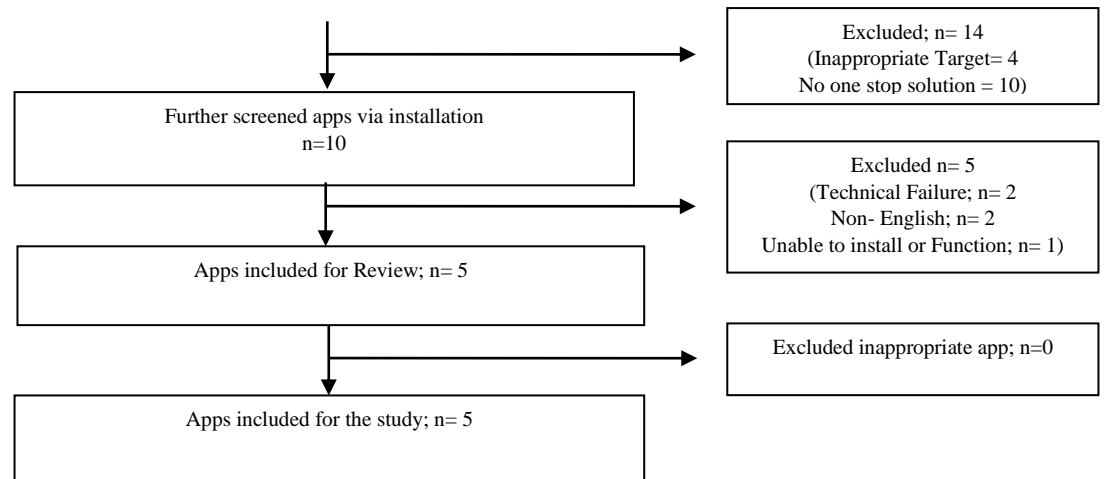 Excluded; n= 14
(Inappropriate Target= 4
No one stop solution = 10)
Further screened apps via installation
n=10
Excluded n= 5
(Technical Failure; n= 2
Non- English; n= 2
Unable to install or Function; n= 1)
Apps included for Review; n= 5
Excluded inappropriate app; n=0
Apps included for the study; n= 5